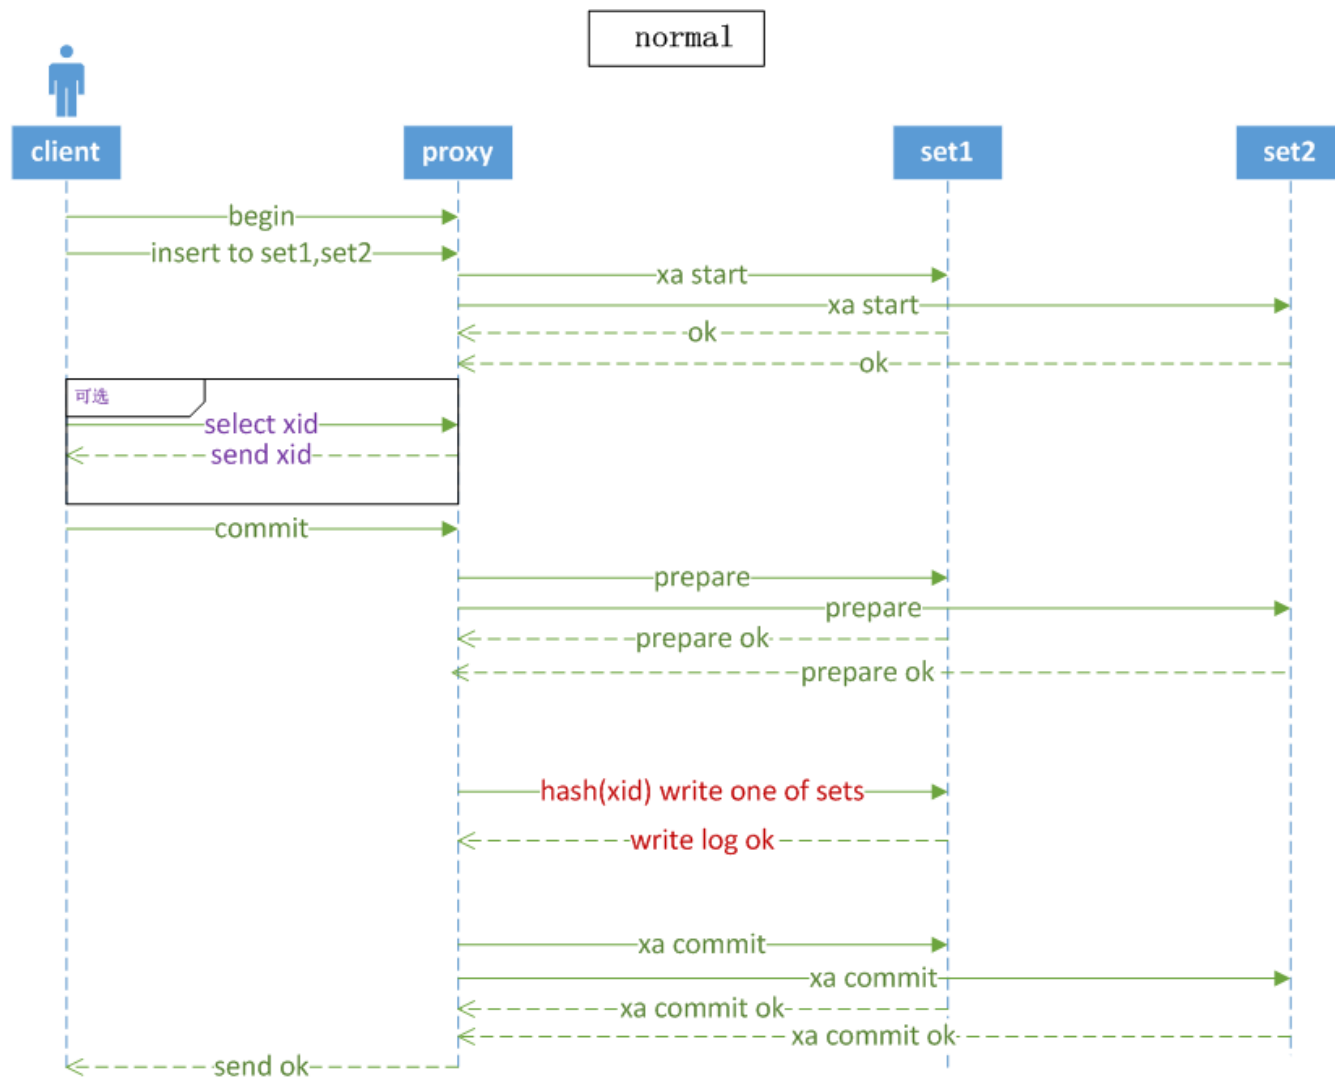 normal
client
proxy
set1
set2
begin
insert to set1,set2
xa start
xa start
ok
ok
可选
select xid
send xid
commit
prepare
prepare
prepare ok
prepare ok
hash(xid) write one of sets
write log ok
xa commit
xa commit
xa commit ok
xa commit ok
send ok